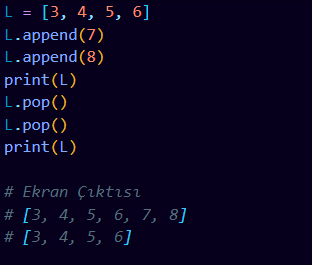 L = [3, 4, 5, 6]
L.append(7)
L.append(8)
print(L)
L.pop()
L.pop()
print(L)
# Ekran Çıktısı
# [3, 4, 5, 6, 7, 8]
# [3, 4, 5, 6]